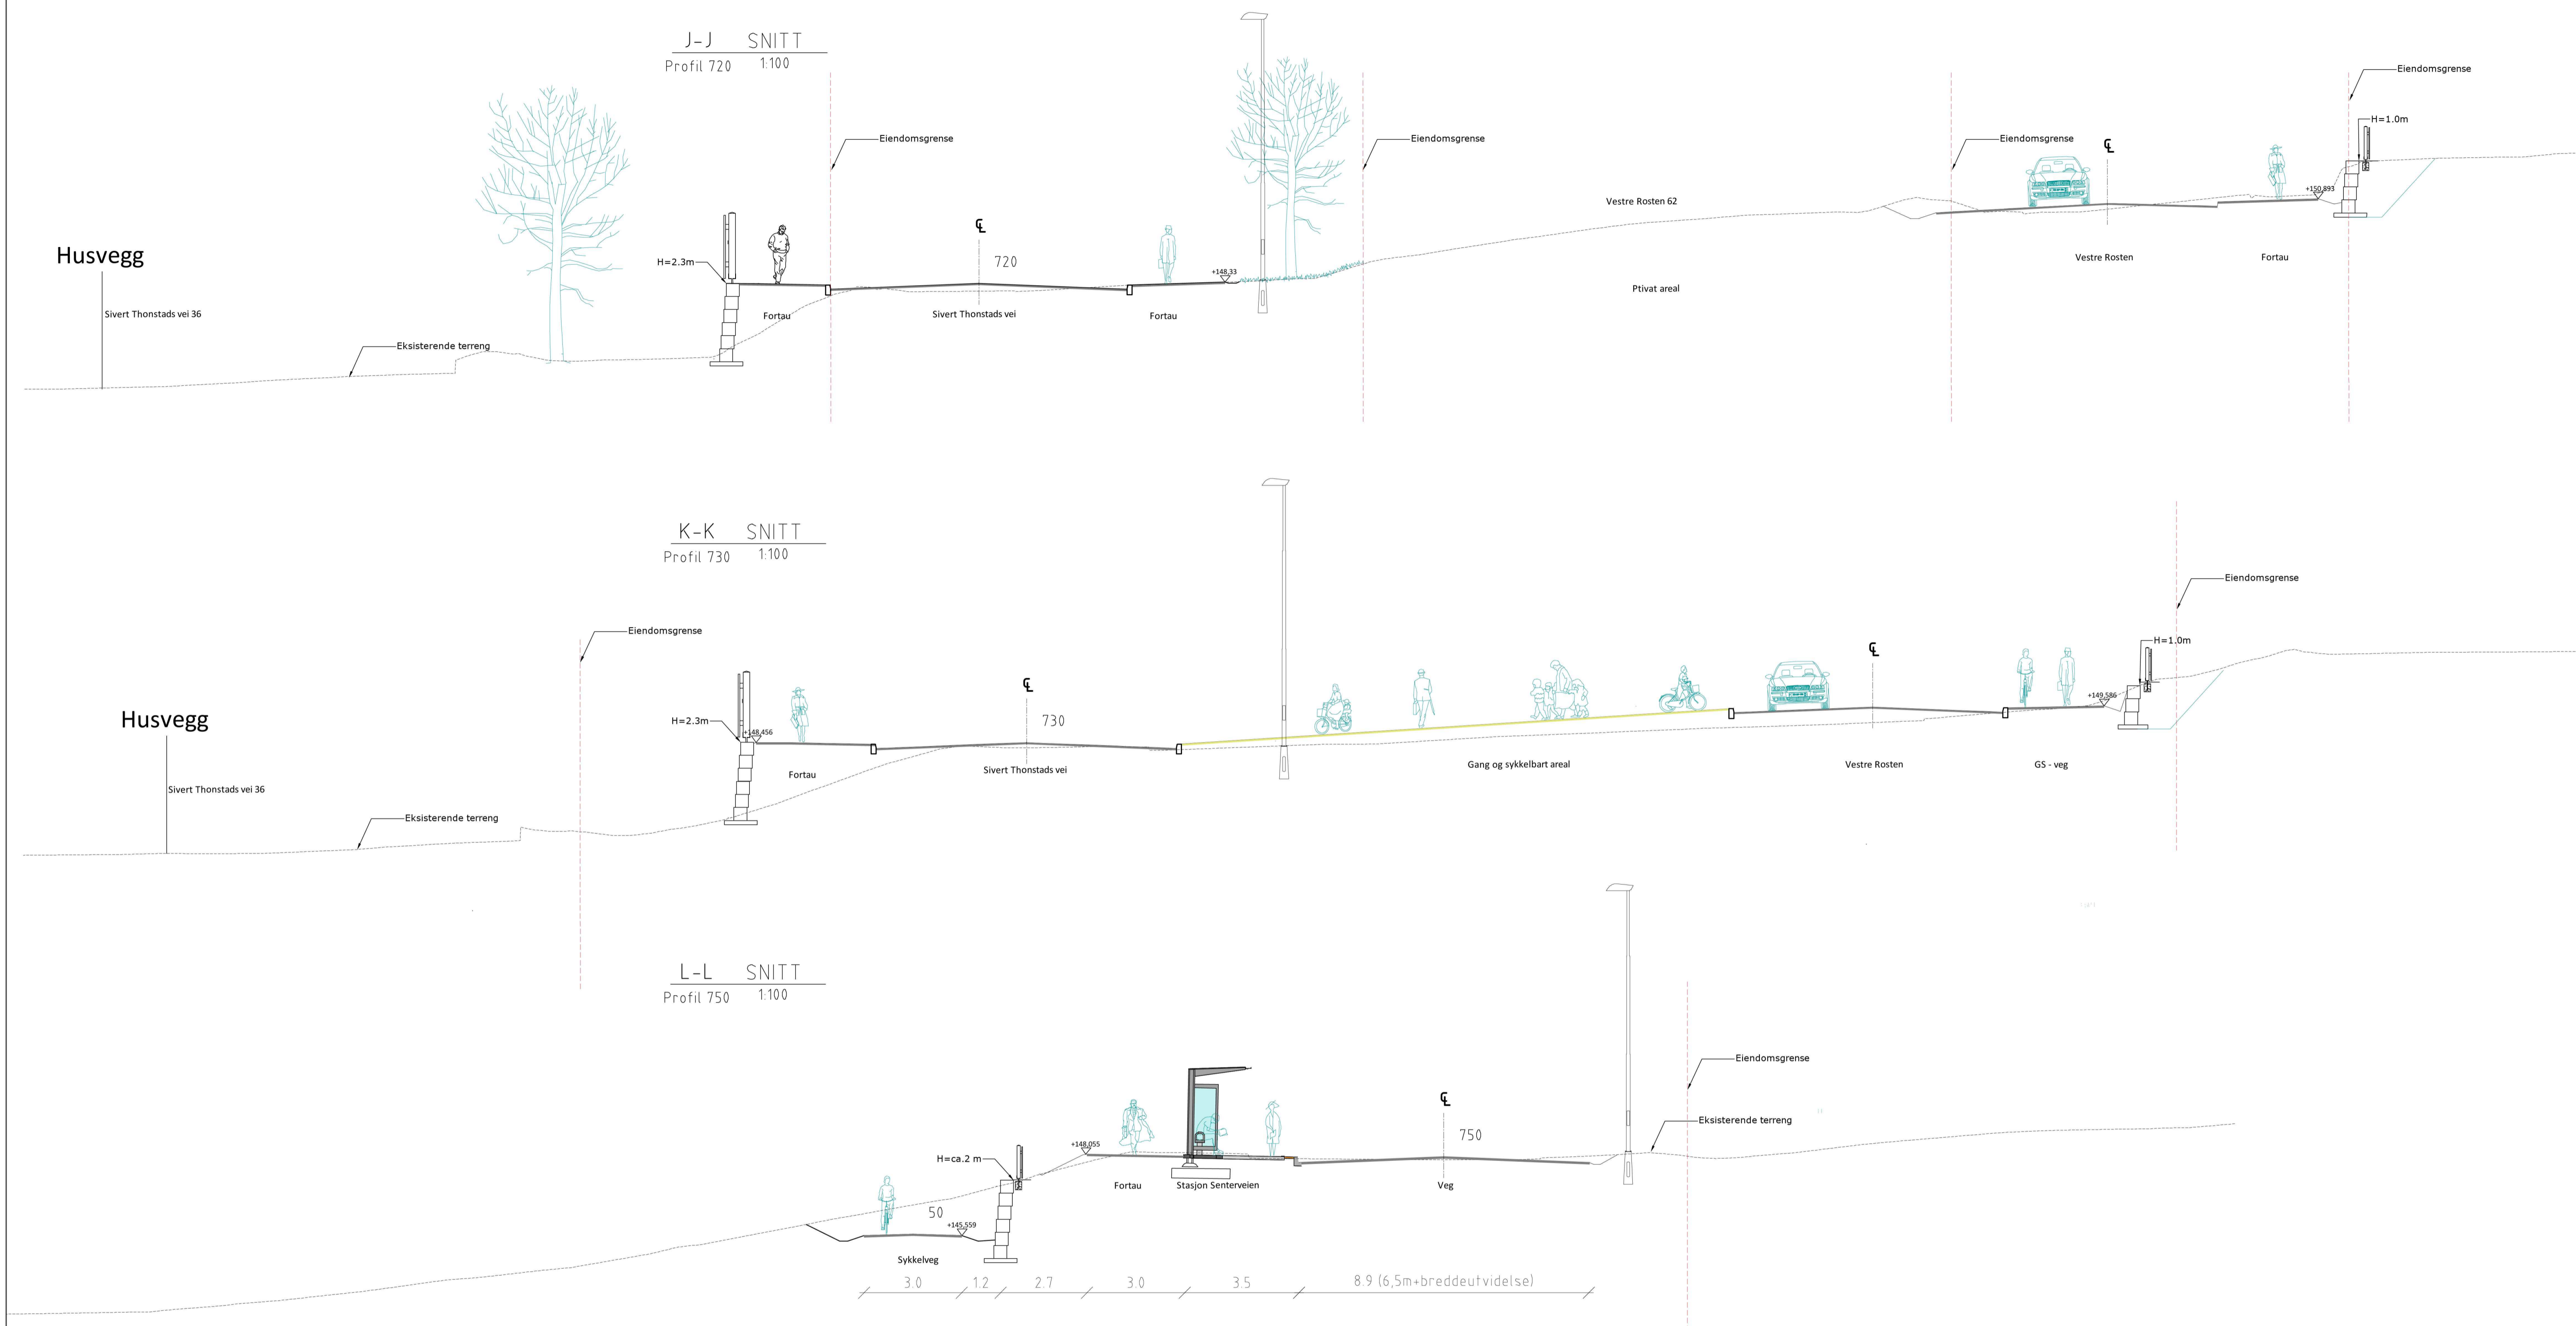 J-J SNITT
Profil 720 1:100
Eiendomsgrense
H=1.0m
Eiendomsgrense
Eiendomsgrense
Eiendomsgrense
+150,893
Vestre Rosten 62
Husvegg
H=2.3m
℄
720
+148,33
℄
Vestre Rosten
Fortau
Ptivat areal
Sivert Thonstads vei 36
Fortau
Sivert Thonstads vei
Fortau
Eksisterende terreng
K-K SNITT
Profil 730 1:100
Eiendomsgrense
Eiendomsgrense
H=1.0m
℄
℄
Husvegg
H=2.3m
730
+148,456
+149,586
Fortau
Sivert Thonstads vei
Gang og sykkelbart areal
Vestre Rosten
GS - veg
Sivert Thonstads vei 36
Eksisterende terreng
L-L SNITT
Profil 750 1:100
Eiendomsgrense
℄
Eksisterende terreng
750
+148,055
H=ca.2 m
Fortau
Stasjon Senterveien
Veg
50
+145,559
Sykkelveg
3.0 1.2 2.7 3.0 3.5 8.9 (6,5m+breddeutvidelse)